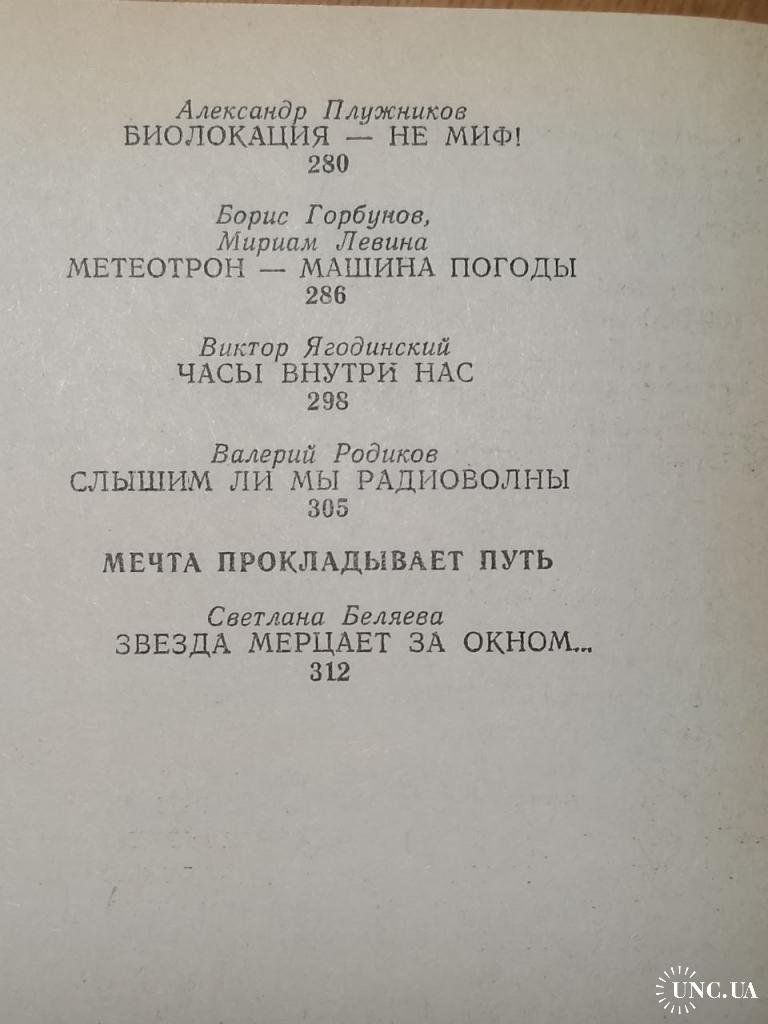 Александр Плужников
БИОЛОКАЦИЯ — НЕ МИФ!
280
Борис Горбунов,
Мириам Левина
МЕТЕОТРОН — МАШИНА ПОГОДЫ
286
Виктор Ягодинский
ЧАСЫ ВНУТРИ НАС
298
Валерий Родиков
СЛЫШИМ ЛИ МЫ РАДИОВОЛНЫ
305
МЕЧТА ПРОКЛАДЫВАЕТ ПУТЬ
Светлана Беляева
ЗВЕЗДА МЕРЦАЕТ ЗА ОКНОМ...
312
UNC.UA